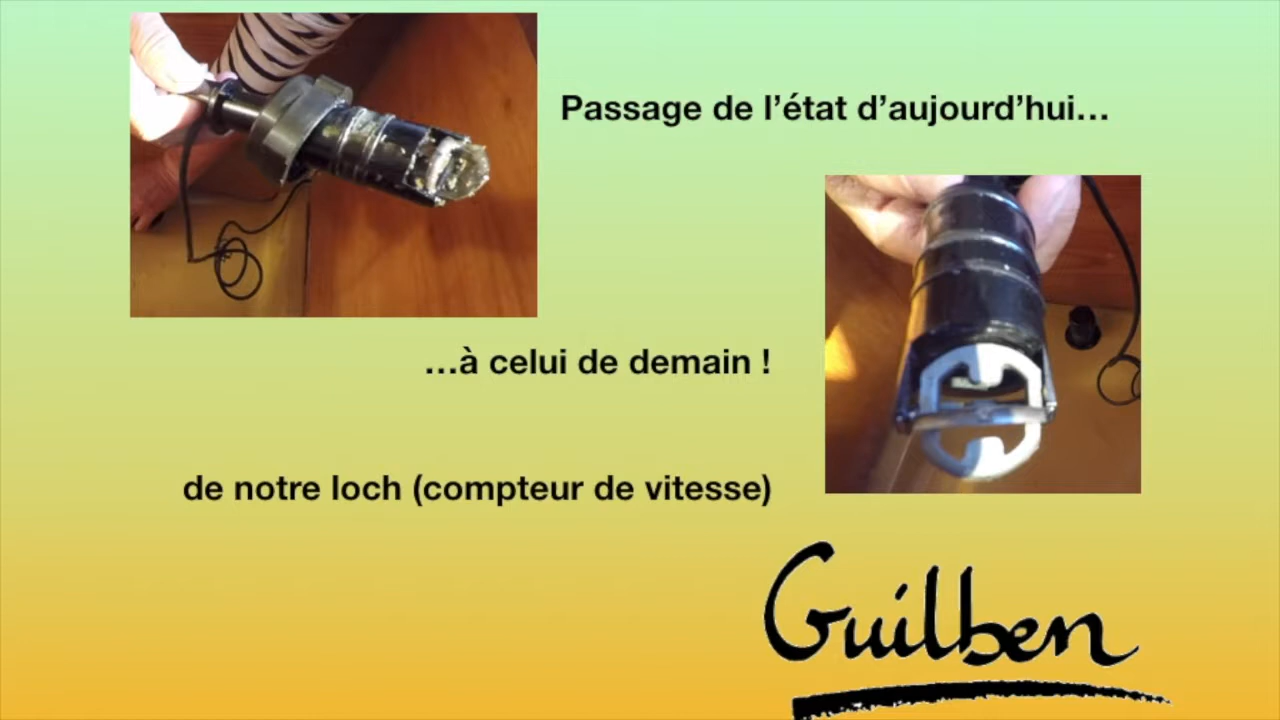 Passage de l’état d’aujourd’hui…
…à celui de demain !
de notre loch (compteur de vitesse)
Guilben